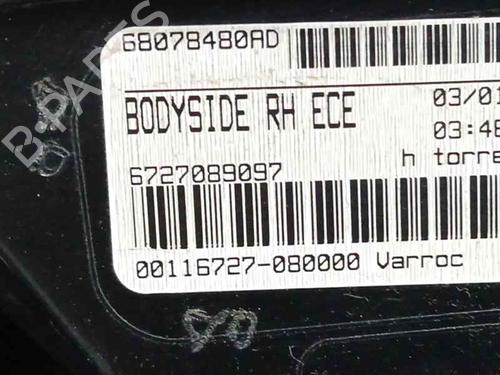 68078480AD
BODYSIDE RH ECE
03/01
03:48
6727089097
h torre
00116727-080000 Varroc
B-PARTS